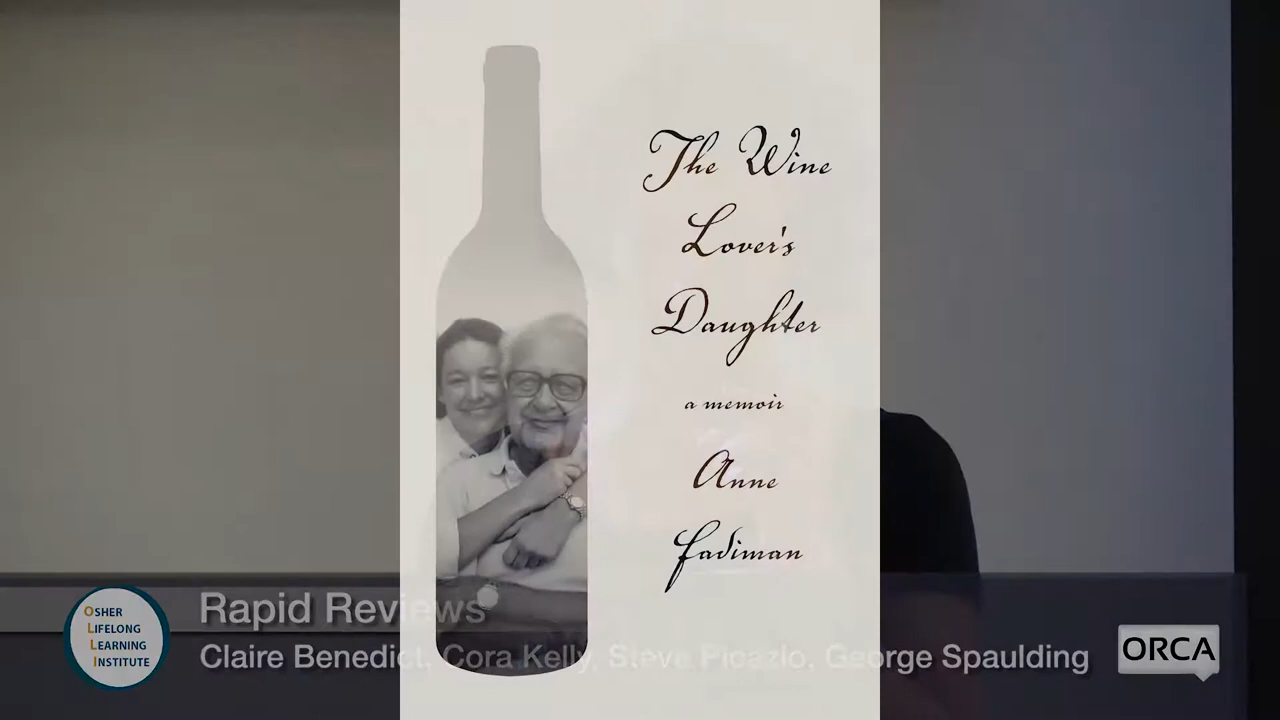 The Wine
Lover's
Daughter
a memoir
Anne
Fadiman
Rapid Reviews
Claire Benedict, Cora Kelly, Steve Picazio, George Spaulding
OSHER
LIFELONG
LEARNING
INSTITUTE
ORCA